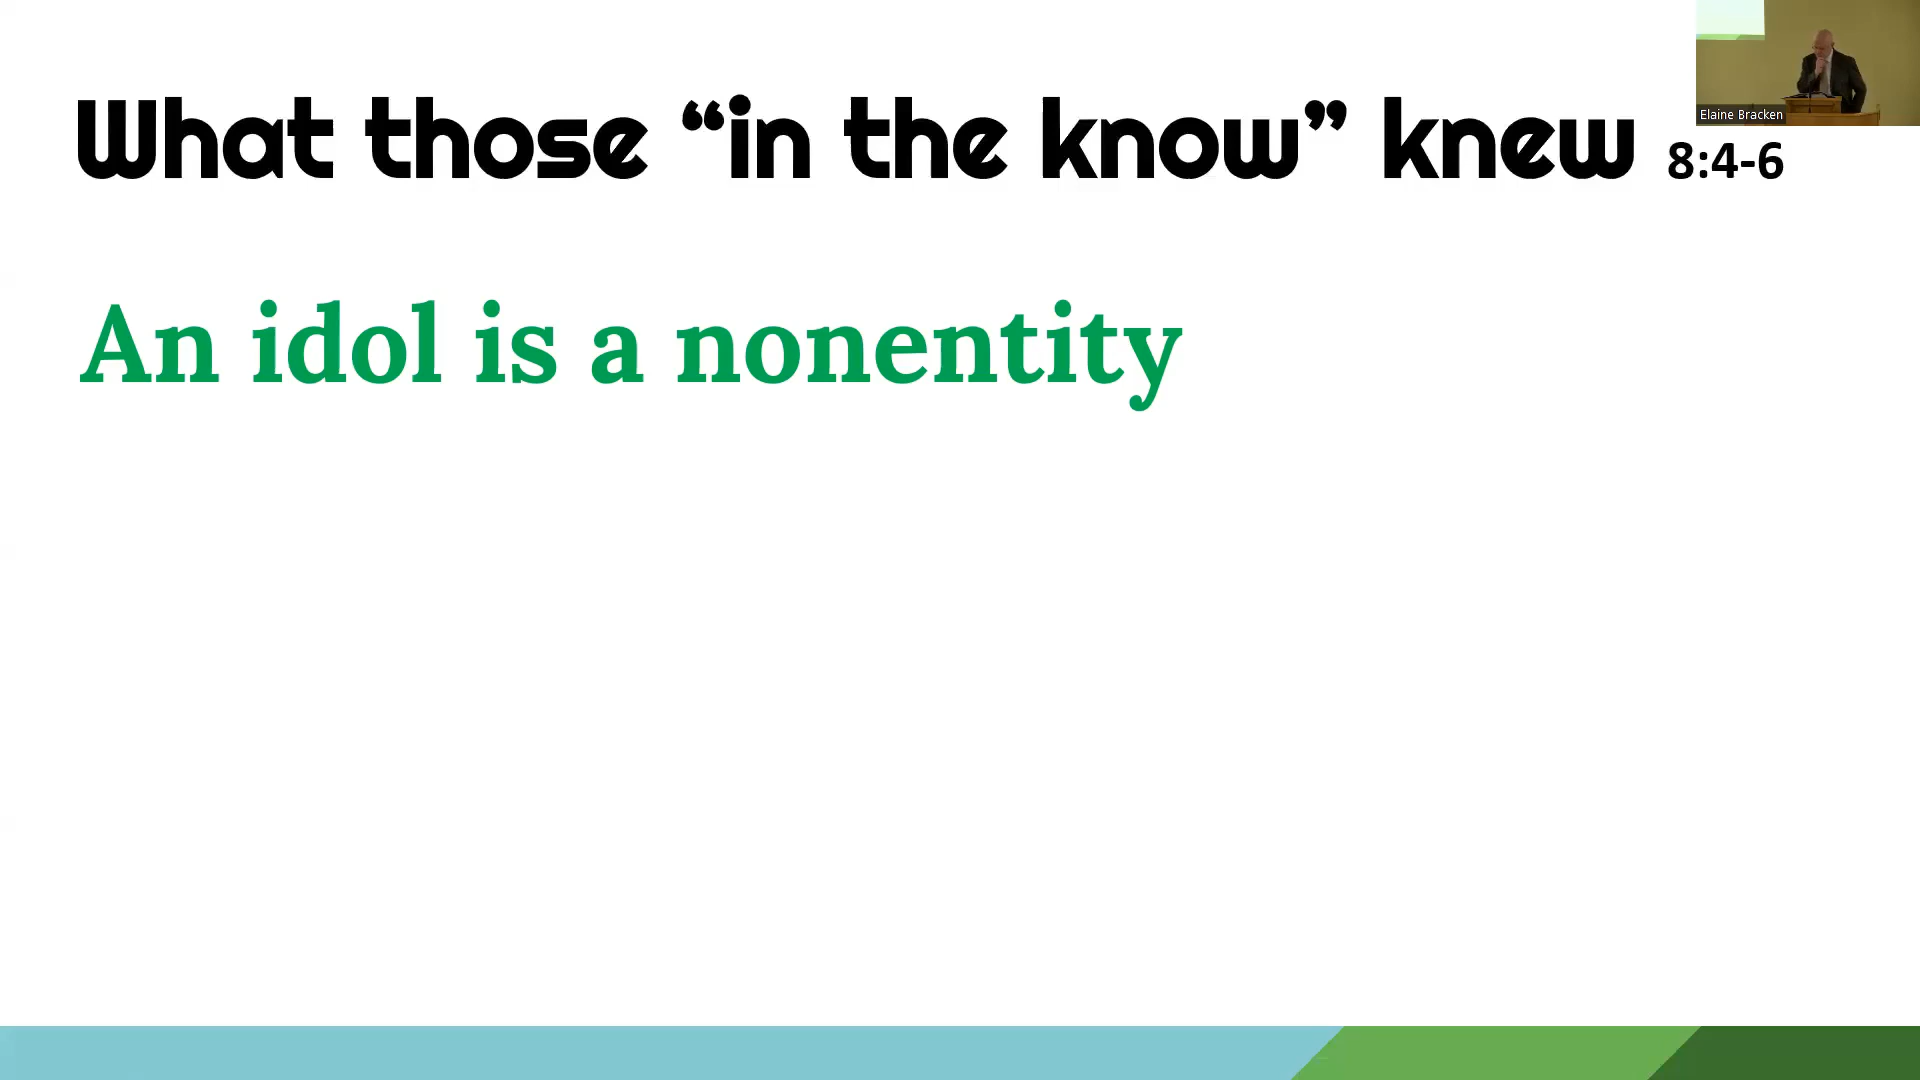 What those “in the know” knew 8:4-6
Elaine Bracken
An idol is a nonentity